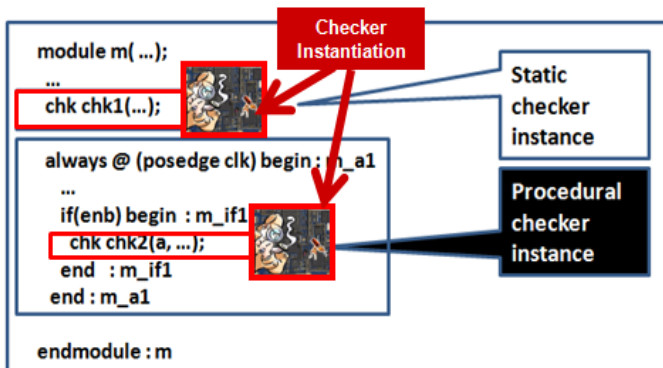 Checker
Instantiation
module m( ...);
...
chk chk1(...);
Static
checker
instance
always @ (posedge clk) begin : m_a1
...
if(enb) begin : m_if1
chk chk2(a, ...);
end : m_if1
end : m_a1
Procedural
checker
instance
endmodule : m